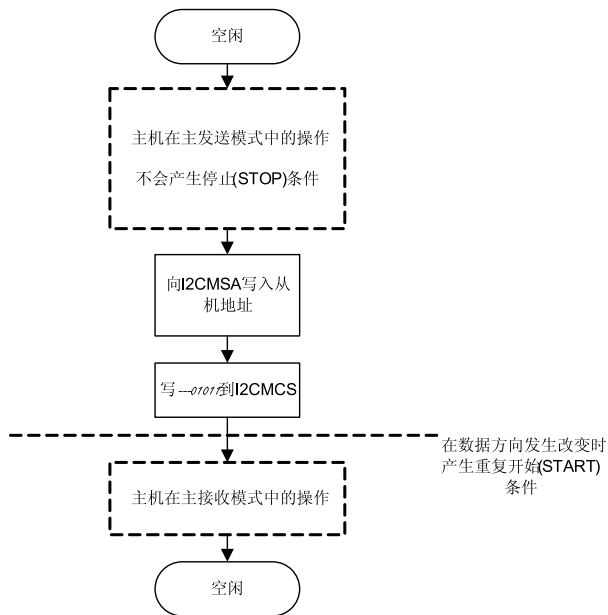 空闲
主机在主发送模式中的操作
不会产生停止(STOP)条件
向I2CMSA写入从
机地址
写---01011到I2CMCS
在数据方向发生改变时
产生重复开始(START)
条件
主机在主接收模式中的操作
空闲